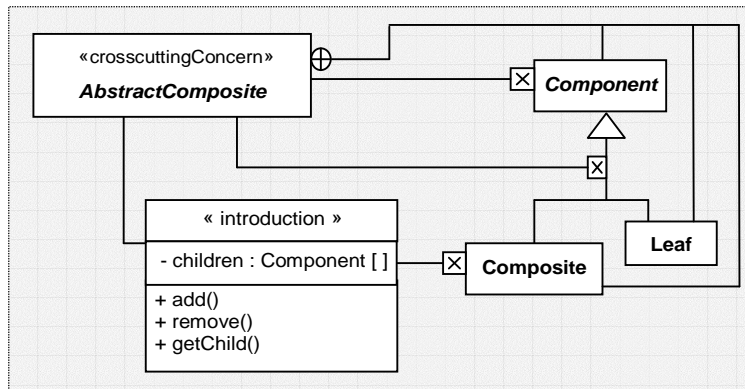 «crosscuttingConcern»
AbstractComposite
Component
« introduction »
- children : Component [ ]
+ add()
+ remove()
+ getChild()
Composite
Leaf